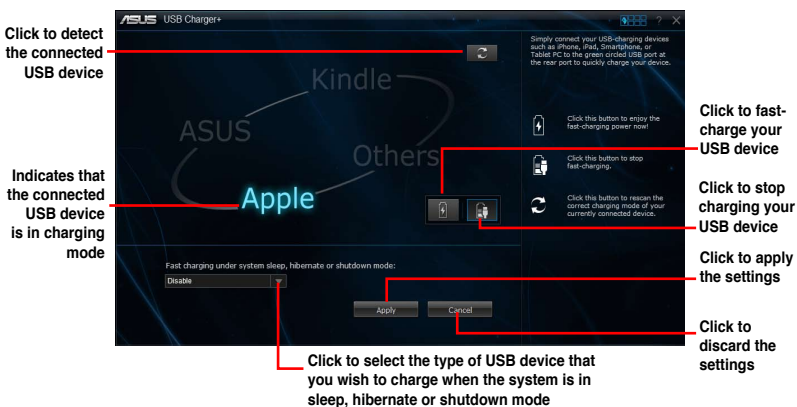 ASUS USB Charger+
? ×
Click to detect
the connected
USB device
Simply connect your USB-charging devices
such as iPhone, iPad, Smartphone, or
Tablet PC to the green circled USB port at
the rear port to quickly charge your device.
Kindle
ASUS
Others
Apple
Click this button to enjoy the
fast-charging power now!
Click this button to stop
fast-charging.
Click this button to rescan the
correct charging mode of your
currently connected device.
Click to fast-
charge your
USB device
Indicates that
the connected
USB device
is in charging
mode
Click to stop
charging your
USB device
Fast charging under system sleep, hibernate or shutdown mode:
Disable
Apply
Cancel
Click to apply
the settings
Click to
discard the
settings
Click to select the type of USB device that
you wish to charge when the system is in
sleep, hibernate or shutdown mode